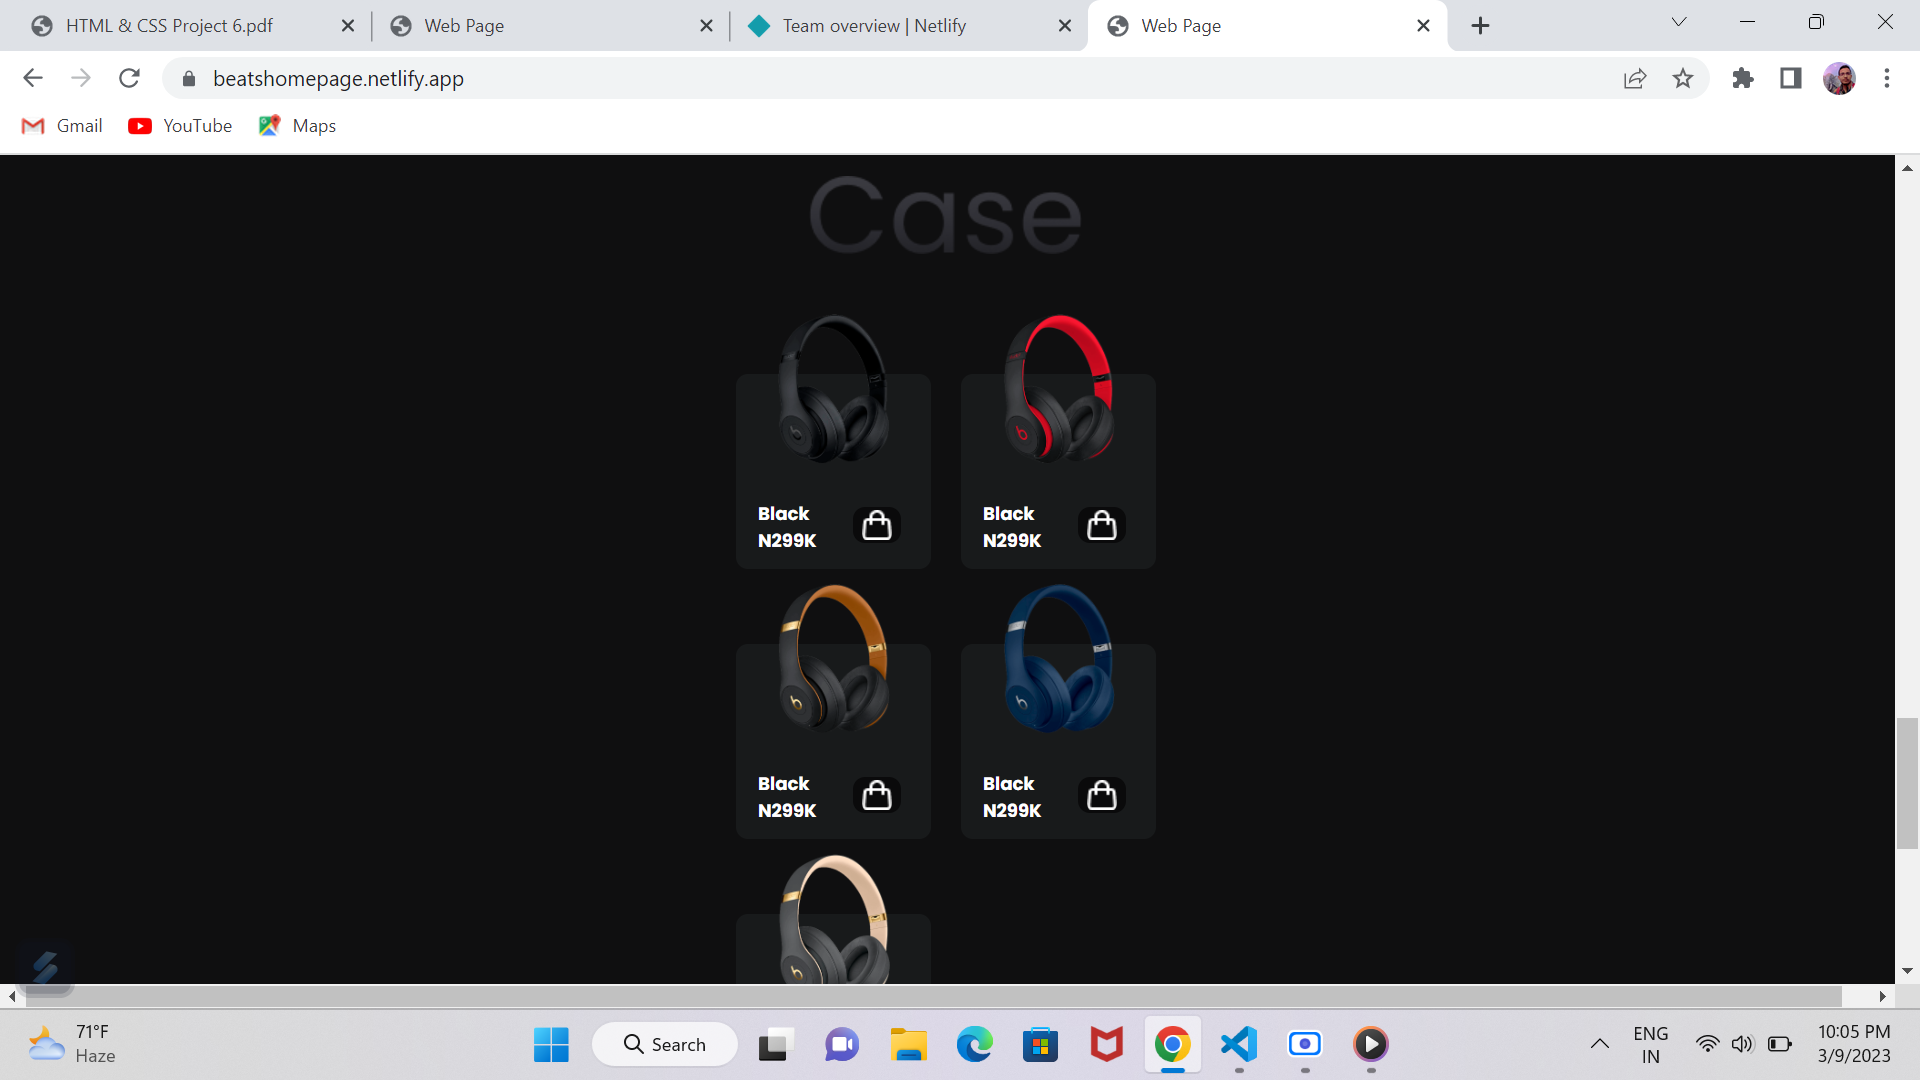 HTML & CSS Project 6.pdf
Web Page
Team overview | Netlify
Web Page
beatshomepage.netlify.app
Gmail
YouTube
Maps
Case
Black
N299K
Black
N299K
Black
N299K
Black
N299K
71°F
Haze
Search
ENG
IN
10:05 PM
3/9/2023